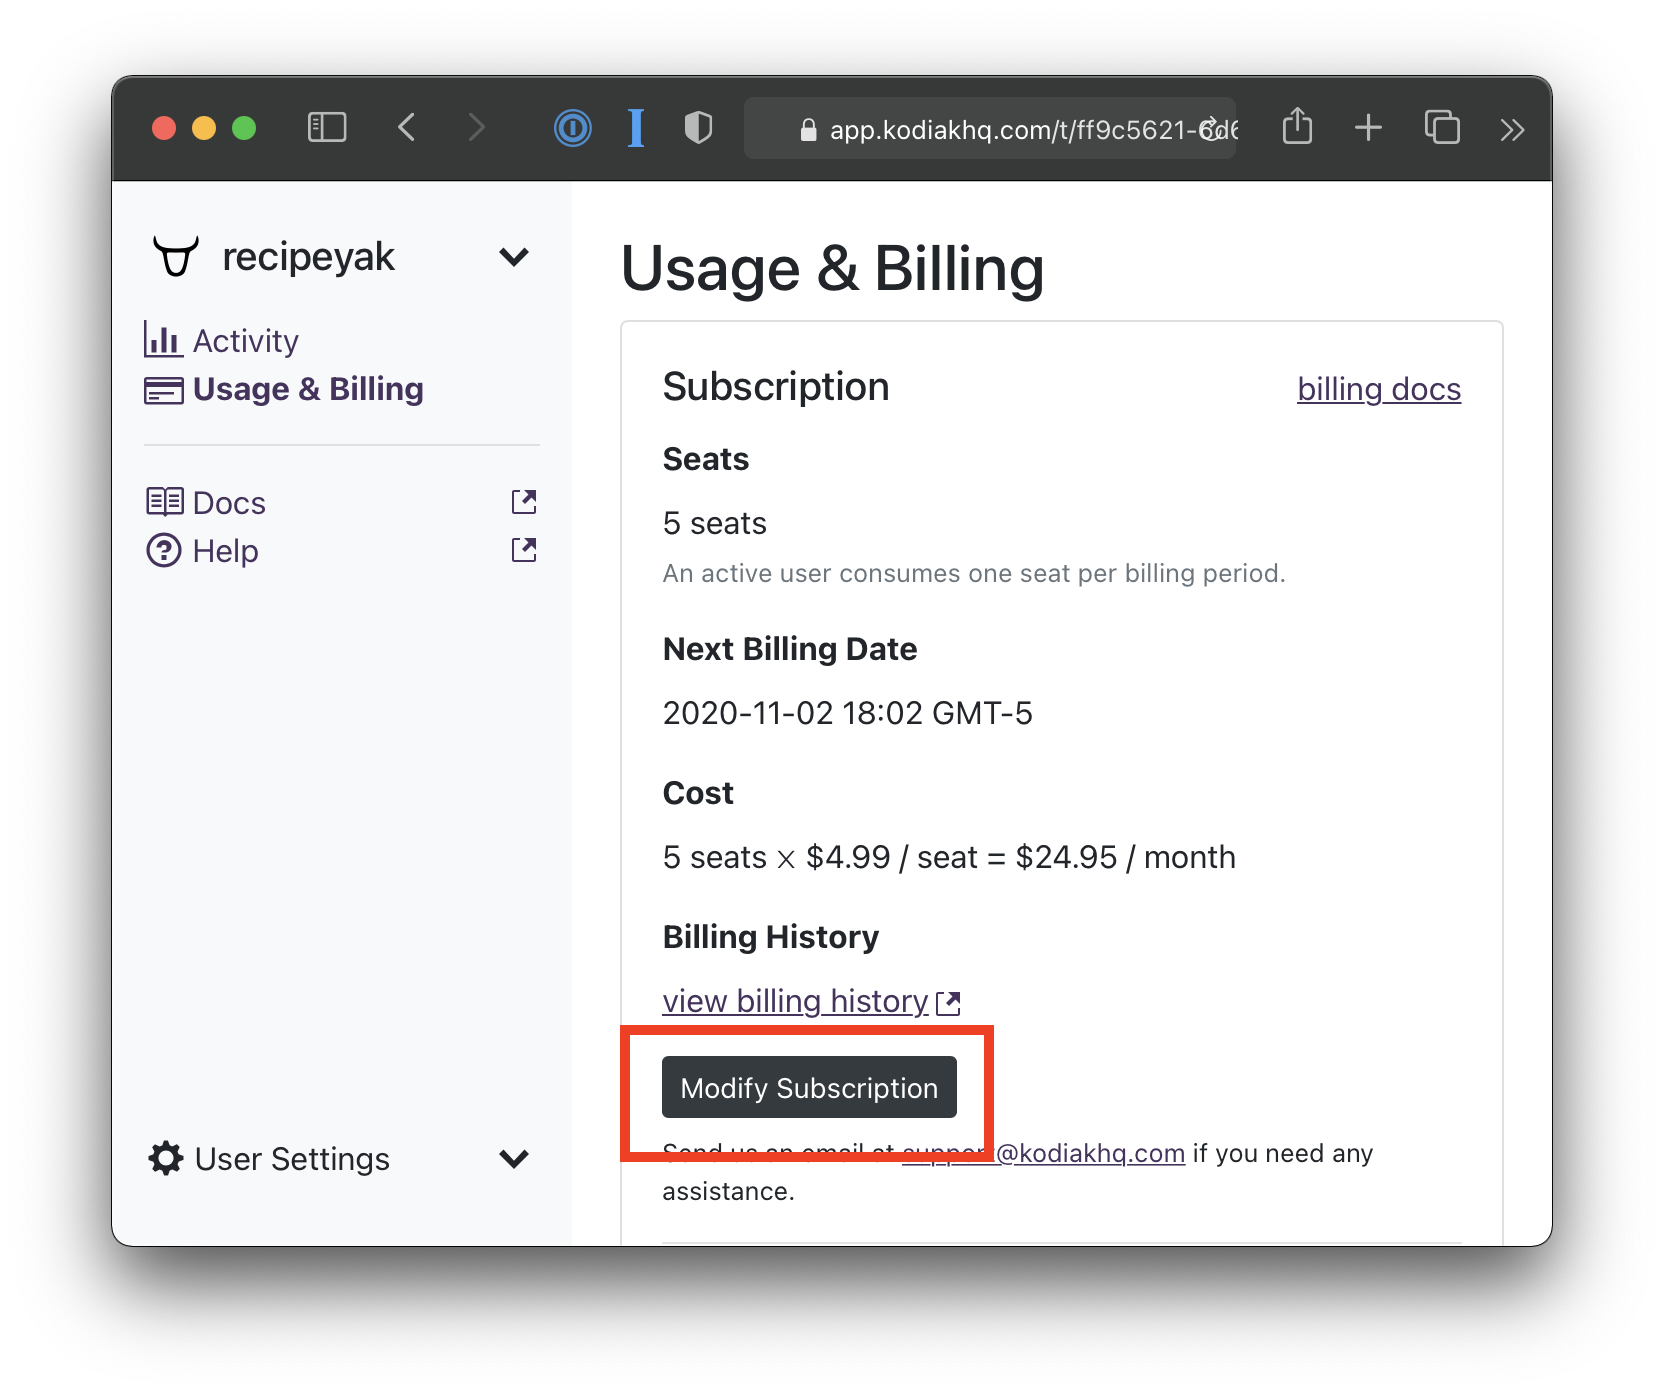 app.kodiakhq.com/t/ff9c5621-6d6
recipeyak
Activity
Usage & Billing
Docs
Help
User Settings
Usage & Billing
Subscription
billing docs
Seats
5 seats
An active user consumes one seat per billing period.
Next Billing Date
2020-11-02 18:02 GMT-5
Cost
5 seats x $4.99 / seat = $24.95 / month
Billing History
view billing history
Modify Subscription
Send us an email at support@kodiakhq.com if you need any
assistance.